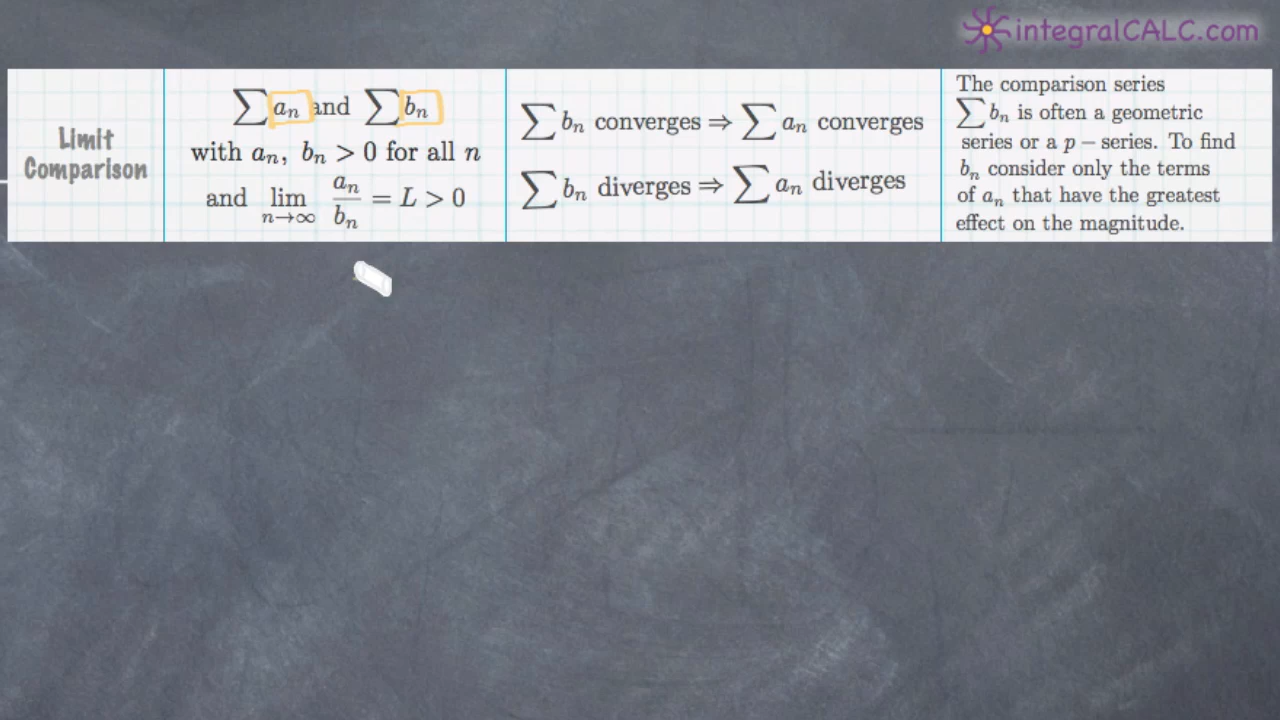 integralCALC.com
Limit
Comparison
∑ aₙ and ∑ bₙ
with aₙ, bₙ > 0 for all n
and lim n→∞ aₙ/bₙ = L > 0
∑ bₙ converges ⇒ ∑ aₙ converges
∑ bₙ diverges ⇒ ∑ aₙ diverges
The comparison series
∑ bₙ is often a geometric
series or a p − series. To find
bₙ consider only the terms
of aₙ that have the greatest
effect on the magnitude.